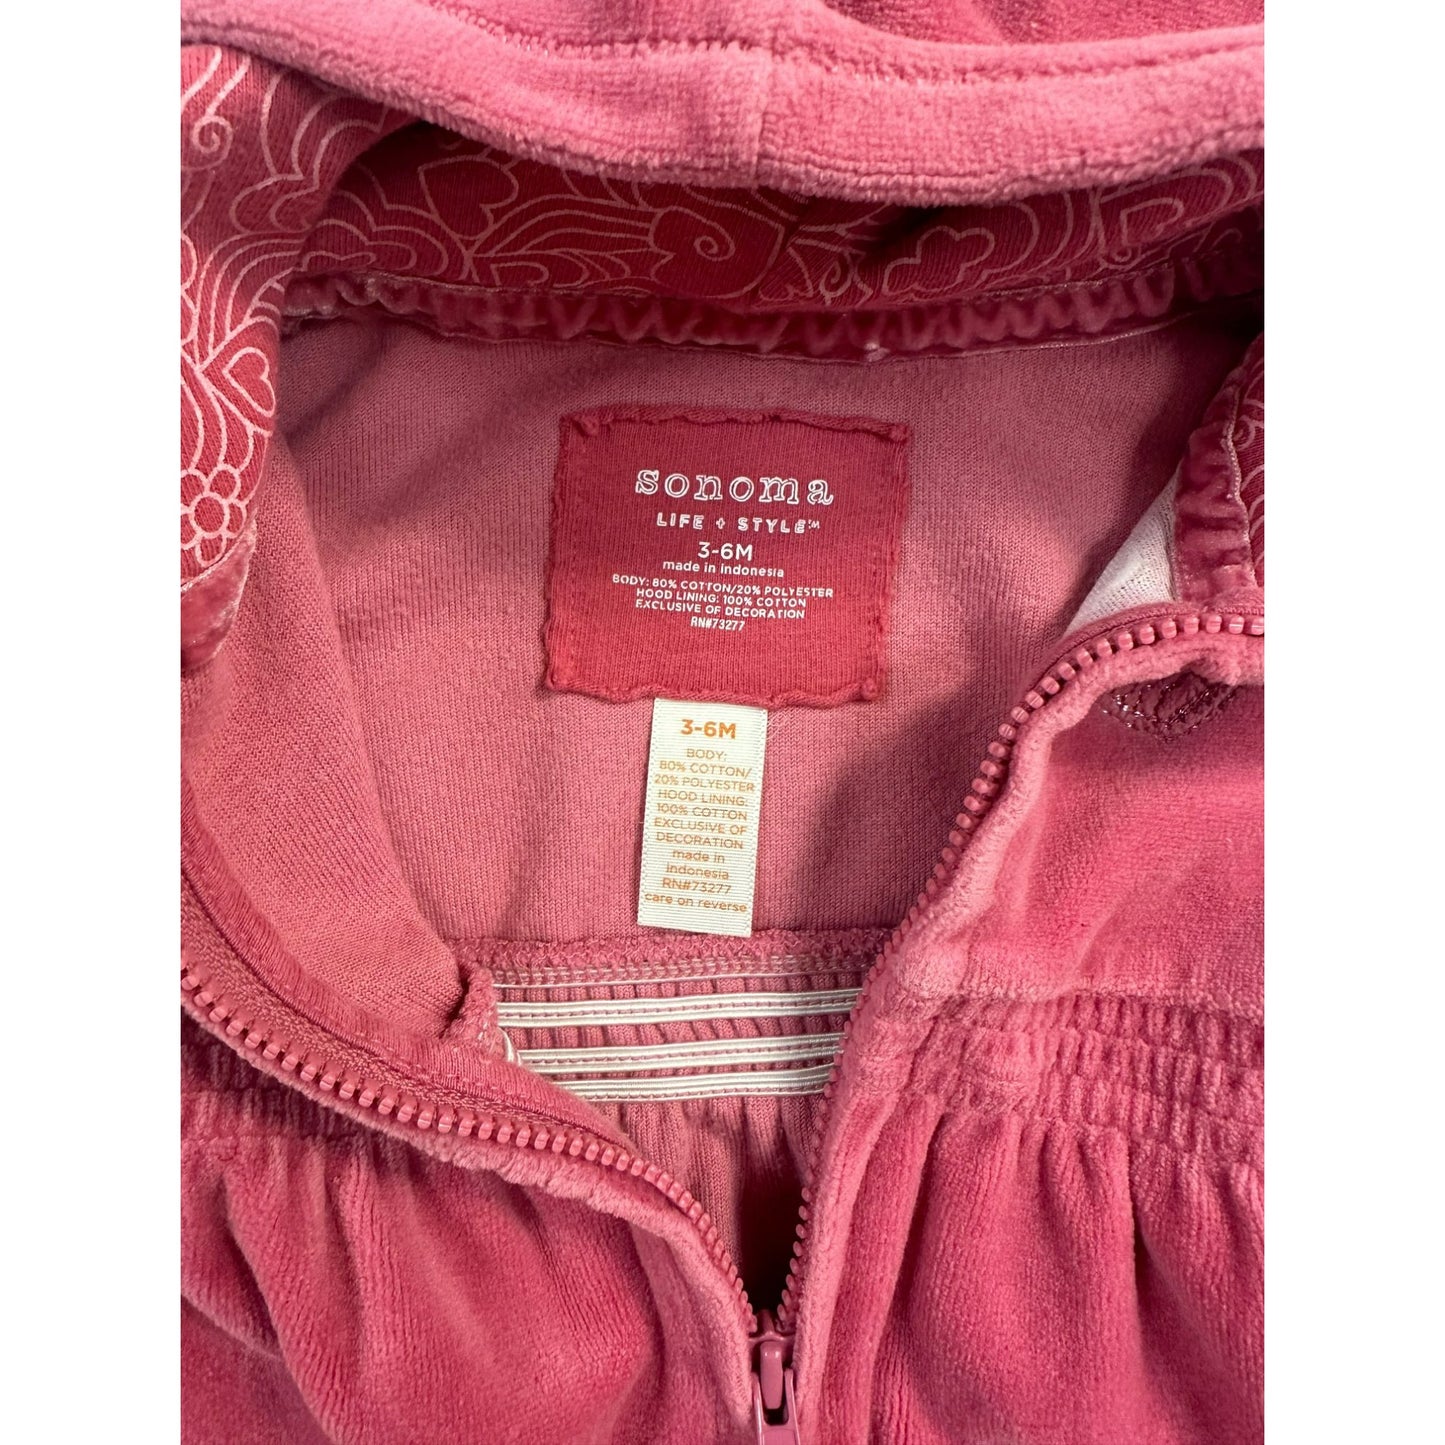 sonoma
LIFE + STYLE™
3-6M
made in indonesia
BODY: 80% COTTON/20% POLYESTER
HOOD LINING: 100% COTTON
EXCLUSIVE OF DECORATION
RN#73277
3-6M
BODY:
80% COTTON/
20% POLYESTER
HOOD LINING:
100% COTTON
EXCLUSIVE OF
DECORATION
made in
indonesia
RN#73277
care on reverse